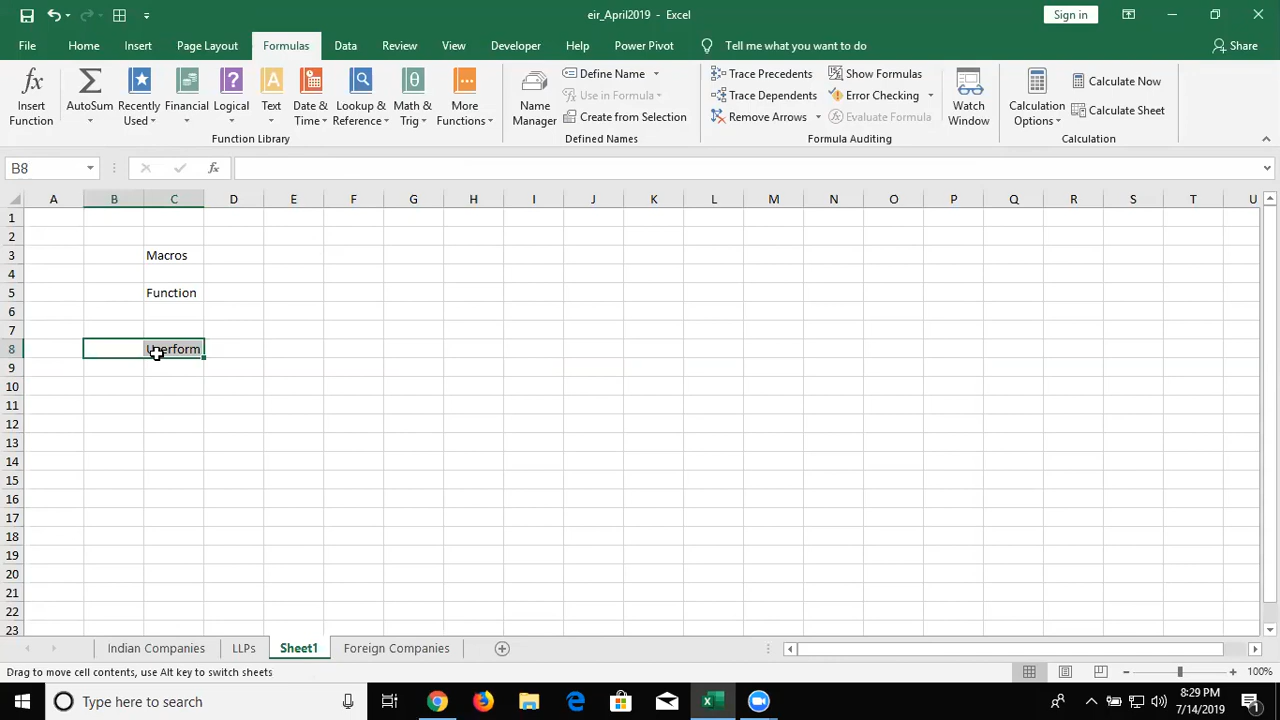 eir_April2019 - Excel
Sign in
File Home Insert Page Layout Formulas Data Review View Developer Help Power Pivot Tell me what you want to do Share
Insert Function
AutoSum
Recently Used
Financial
Logical
Text
Date & Time
Lookup & Reference
Math & Trig
More Functions
Function Library
Name Manager
Define Name
Use in Formula
Create from Selection
Defined Names
Trace Precedents
Trace Dependents
Remove Arrows
Show Formulas
Error Checking
Evaluate Formula
Formula Auditing
Watch Window
Calculation Options
Calculate Now
Calculate Sheet
Calculation
B8
fx
A B C D E F G H I J K L M N O P Q R S T U
1
2
3 Macros
4
5 Function
6
7
8 Userform
9
10
11
12
13
14
15
16
17
18
19
20
21
22
23
Indian Companies LLPs Sheet1 Foreign Companies
Drag to move cell contents, use Alt key to switch sheets
100%
Type here to search
8:29 PM
7/14/2019
1